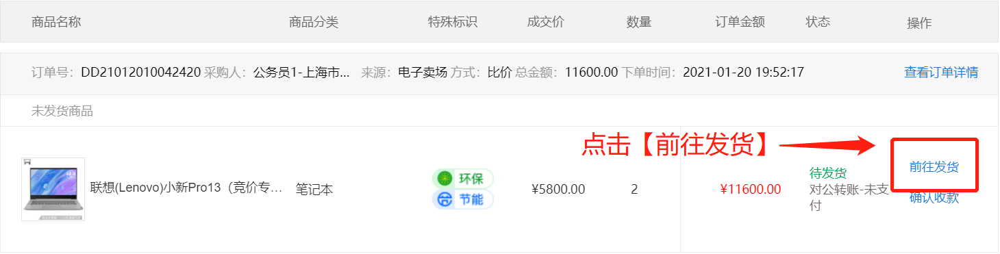 商品名称 商品分类 特殊标识 成交价 数量 订单金额 状态 操作
订单号：DD21012010042420 采购人：公务员1-上海市... 来源：电子卖场 方式：比价 总金额：11600.00 下单时间：2021-01-20 19:52:17 查看订单详情
未发货商品
点击【前往发货】
前往发货
待发货
环保
联想(Lenovo)小新Pro13（竞价专... 笔记本 ¥5800.00 2 ¥11600.00 对公转账-未支
节能
付
确认收款